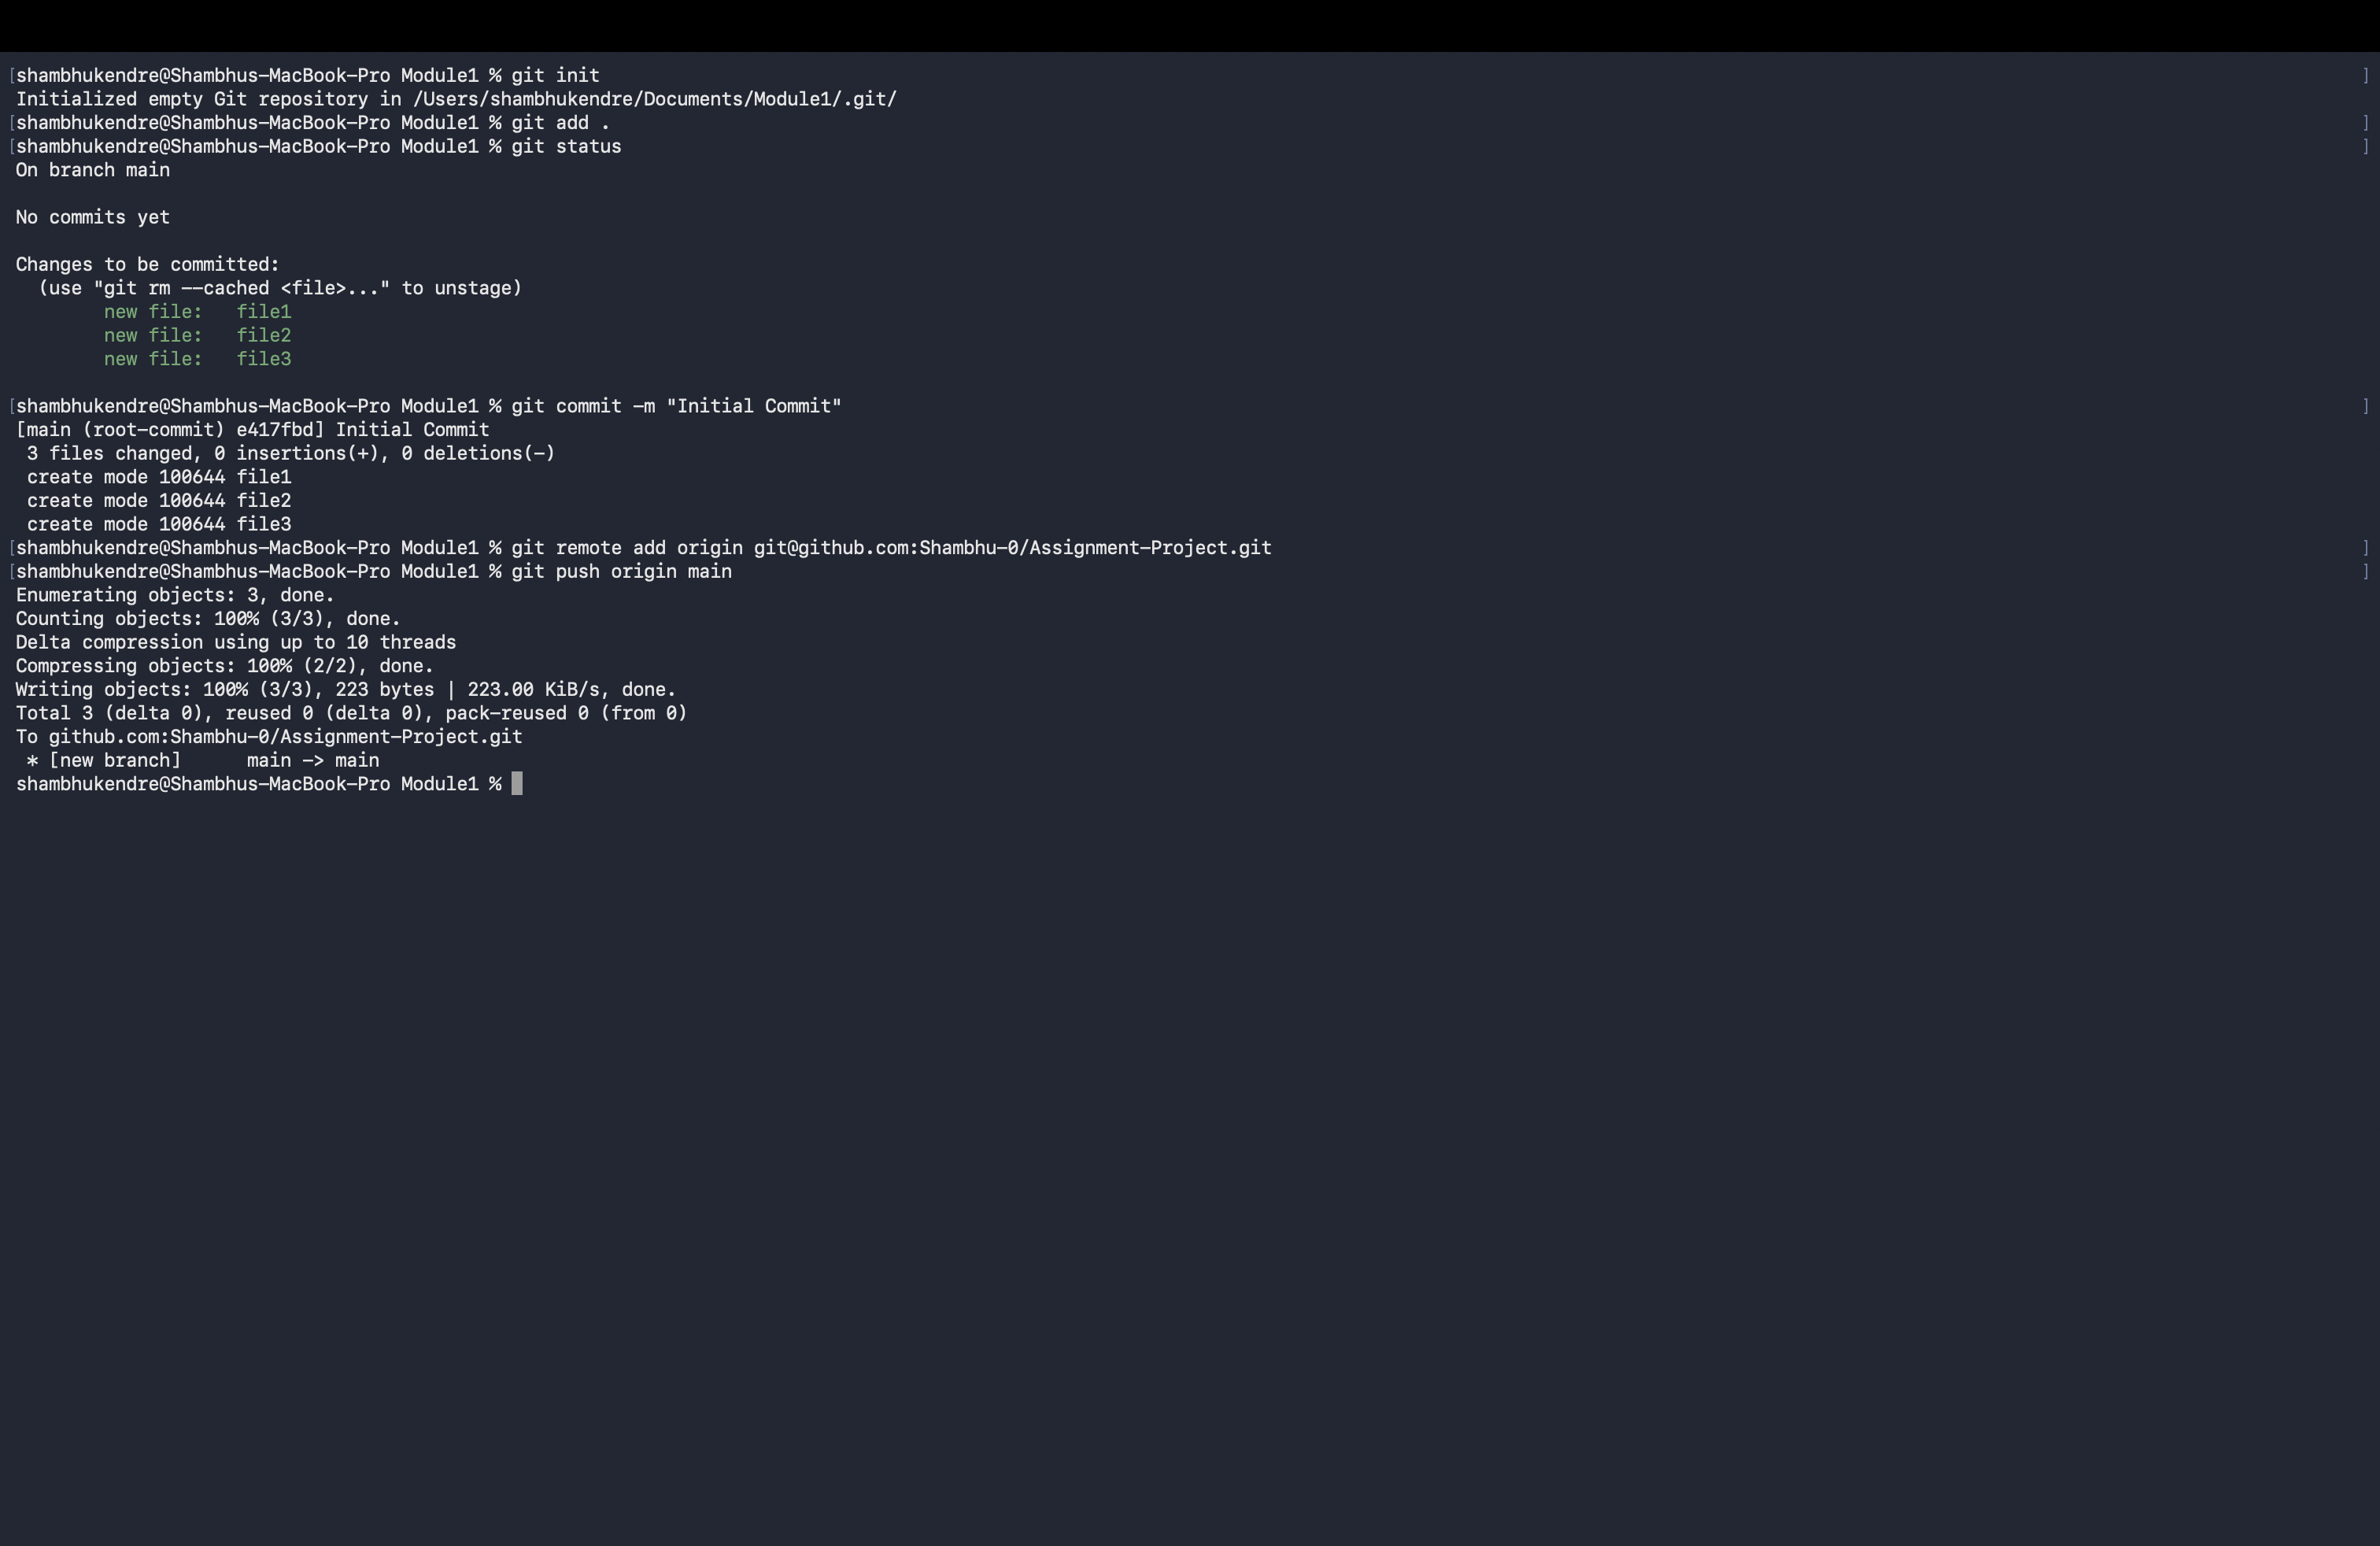 [shambhukendre@Shambhus-MacBook-Pro Module1 % git init ]
Initialized empty Git repository in /Users/shambhukendre/Documents/Module1/.git/
[shambhukendre@Shambhus-MacBook-Pro Module1 % git add . ]
[shambhukendre@Shambhus-MacBook-Pro Module1 % git status ]
On branch main
No commits yet
Changes to be committed:
  (use "git rm --cached <file>..." to unstage)
        new file:   file1
        new file:   file2
        new file:   file3
[shambhukendre@Shambhus-MacBook-Pro Module1 % git commit -m "Initial Commit" ]
[main (root-commit) e417fbd] Initial Commit
 3 files changed, 0 insertions(+), 0 deletions(-)
 create mode 100644 file1
 create mode 100644 file2
 create mode 100644 file3
[shambhukendre@Shambhus-MacBook-Pro Module1 % git remote add origin git@github.com:Shambhu-0/Assignment-Project.git ]
[shambhukendre@Shambhus-MacBook-Pro Module1 % git push origin main ]
Enumerating objects: 3, done.
Counting objects: 100% (3/3), done.
Delta compression using up to 10 threads
Compressing objects: 100% (2/2), done.
Writing objects: 100% (3/3), 223 bytes | 223.00 KiB/s, done.
Total 3 (delta 0), reused 0 (delta 0), pack-reused 0 (from 0)
To github.com:Shambhu-0/Assignment-Project.git
 * [new branch]      main -> main
shambhukendre@Shambhus-MacBook-Pro Module1 %